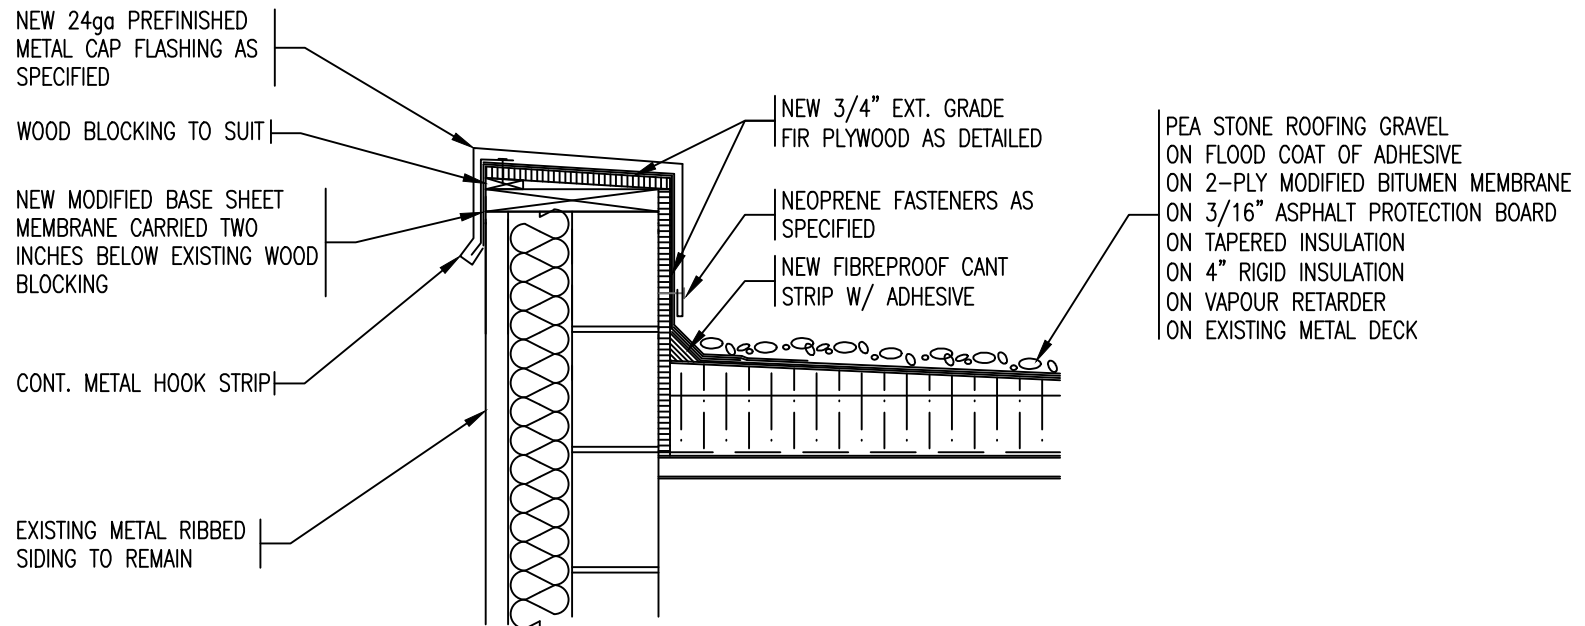 NEW 24ga PREFINISHED
METAL CAP FLASHING AS
SPECIFIED
WOOD BLOCKING TO SUIT
NEW MODIFIED BASE SHEET
MEMBRANE CARRIED TWO
INCHES BELOW EXISTING WOOD
BLOCKING
CONT. METAL HOOK STRIP
EXISTING METAL RIBBED
SIDING TO REMAIN
NEW 3/4" EXT. GRADE
FIR PLYWOOD AS DETAILED
NEOPRENE FASTENERS AS
SPECIFIED
NEW FIBREPROOF CANT
STRIP W/ ADHESIVE
PEA STONE ROOFING GRAVEL
ON FLOOD COAT OF ADHESIVE
ON 2-PLY MODIFIED BITUMEN MEMBRANE
ON 3/16" ASPHALT PROTECTION BOARD
ON TAPERED INSULATION
ON 4" RIGID INSULATION
ON VAPOUR RETARDER
ON EXISTING METAL DECK